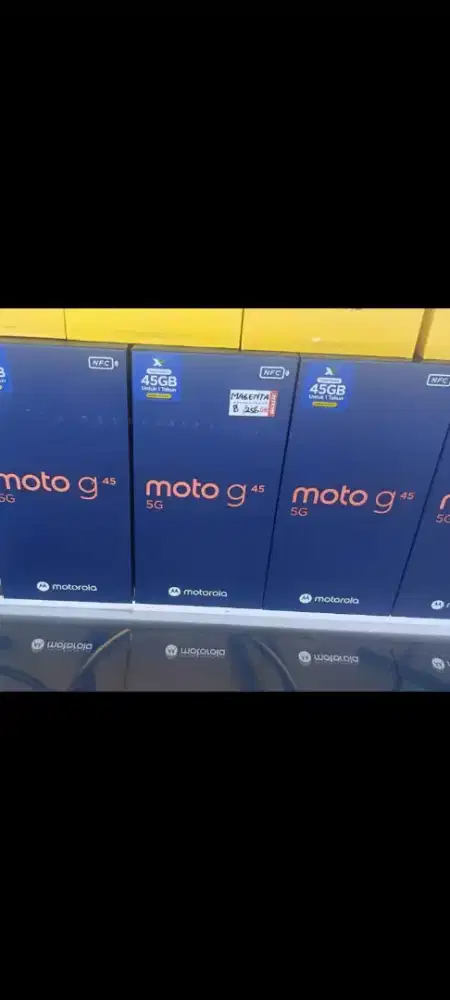 NFC
moto g 45
5G
motorola
45GB
Untuk 1 Tahun
NFC
MAGENTA
8/256GB
moto g 45
5G
motorola
45GB
Untuk 1 Tahun
moto g 45
5G
motorola
NFC